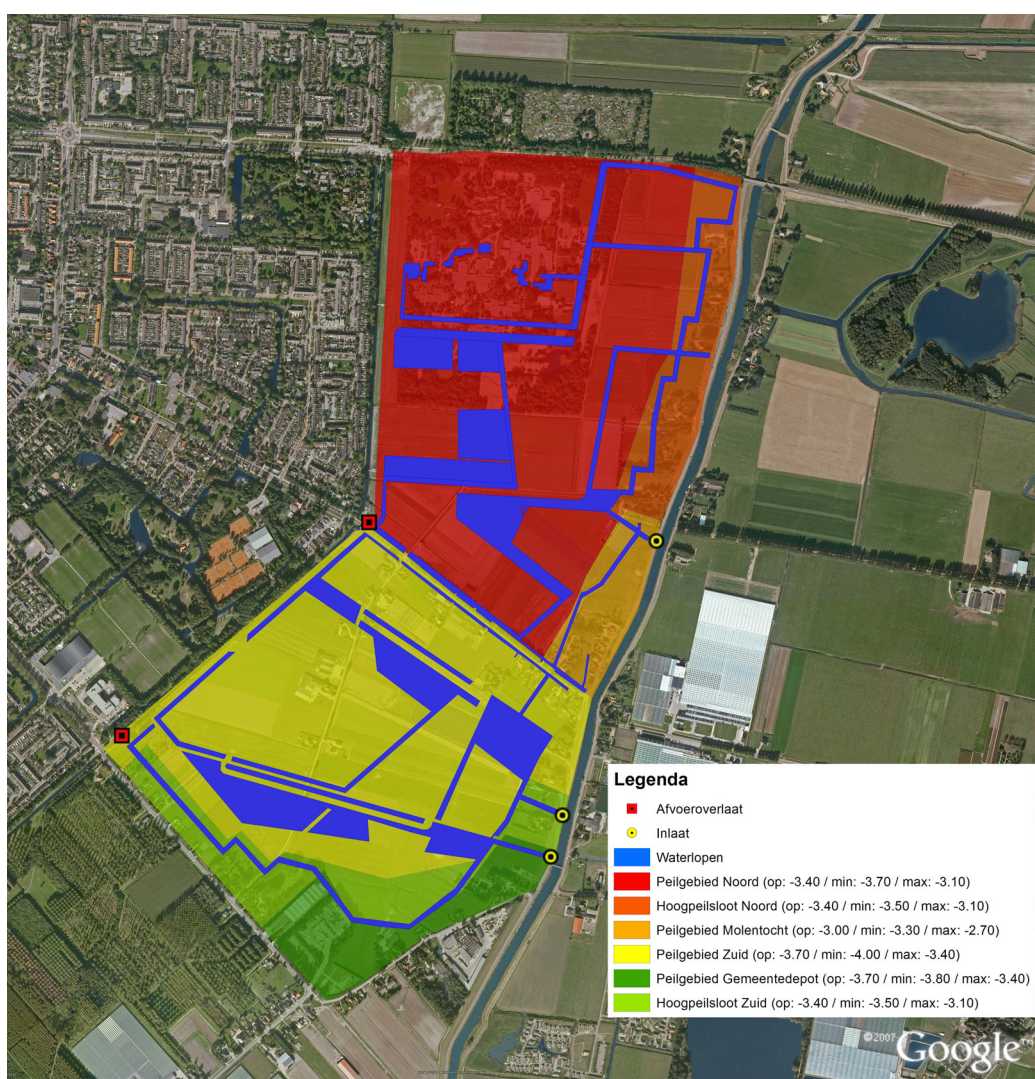 Legenda
Afvoeroverlaat
Inlaat
Waterlopen
Peilgebied Noord (op: -3.40 / min: -3.70 / max: -3.10)
Hoogpeilsloot Noord (op: -3.40 / min: -3.50 / max: -3.10)
Peilgebied Molentocht (op: -3.00 / min: -3.30 / max: -2.70)
Peilgebied Zuid (op: -3.70 / min: -4.00 / max: -3.40)
Peilgebied Gemeentedepot (op: -3.70 / min: -3.80 / max: -3.40)
Hoogpeilsloot Zuid (op: -3.40 / min: -3.50 / max: -3.10)
©2007 Google™